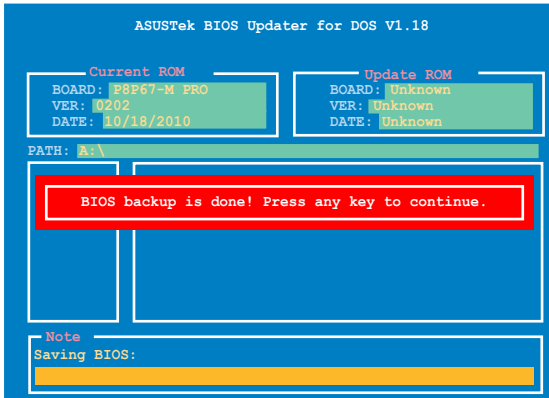 ASUSTek BIOS Updater for DOS V1.18
Current ROM
BOARD: P8P67-M PRO
VER: 0202
DATE: 10/18/2010
Update ROM
BOARD: Unknown
VER: Unknown
DATE: Unknown
PATH: A:\
BIOS backup is done! Press any key to continue.
Note
Saving BIOS: